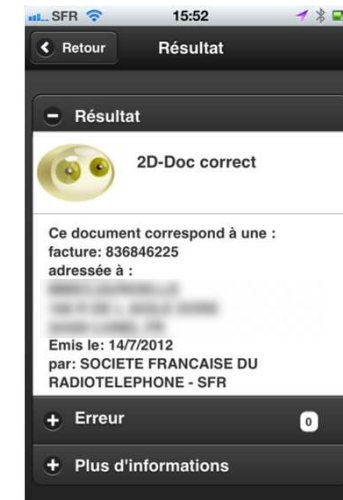 SFR 15:52
Retour Résultat
Résultat
2D-Doc correct
Ce document correspond à une :
facture: 836846225
adressée à :
Emis le: 14/7/2012
par: SOCIETE FRANCAISE DU
RADIOTELEPHONE - SFR
Erreur 0
Plus d'informations